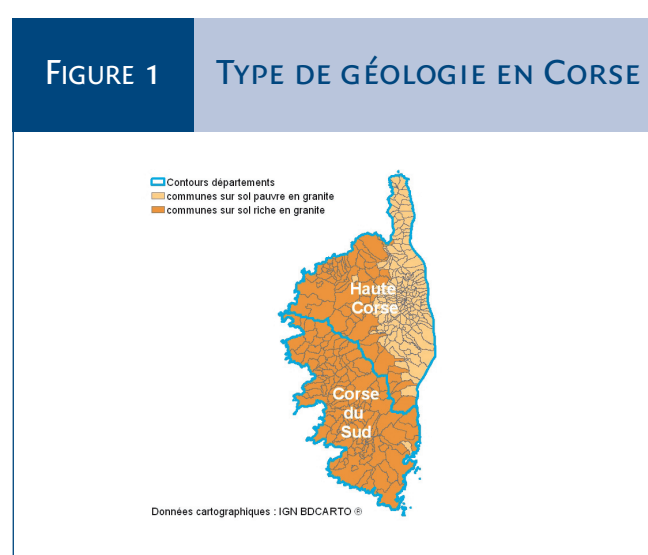 FIGURE 1
TYPE DE GÉOLOGIE EN CORSE
Contours départements
communes sur sol pauvre en granite
communes sur sol riche en granite
Haute
Corse
Corse
du
Sud
Données cartographiques : IGN BDCARTO ®